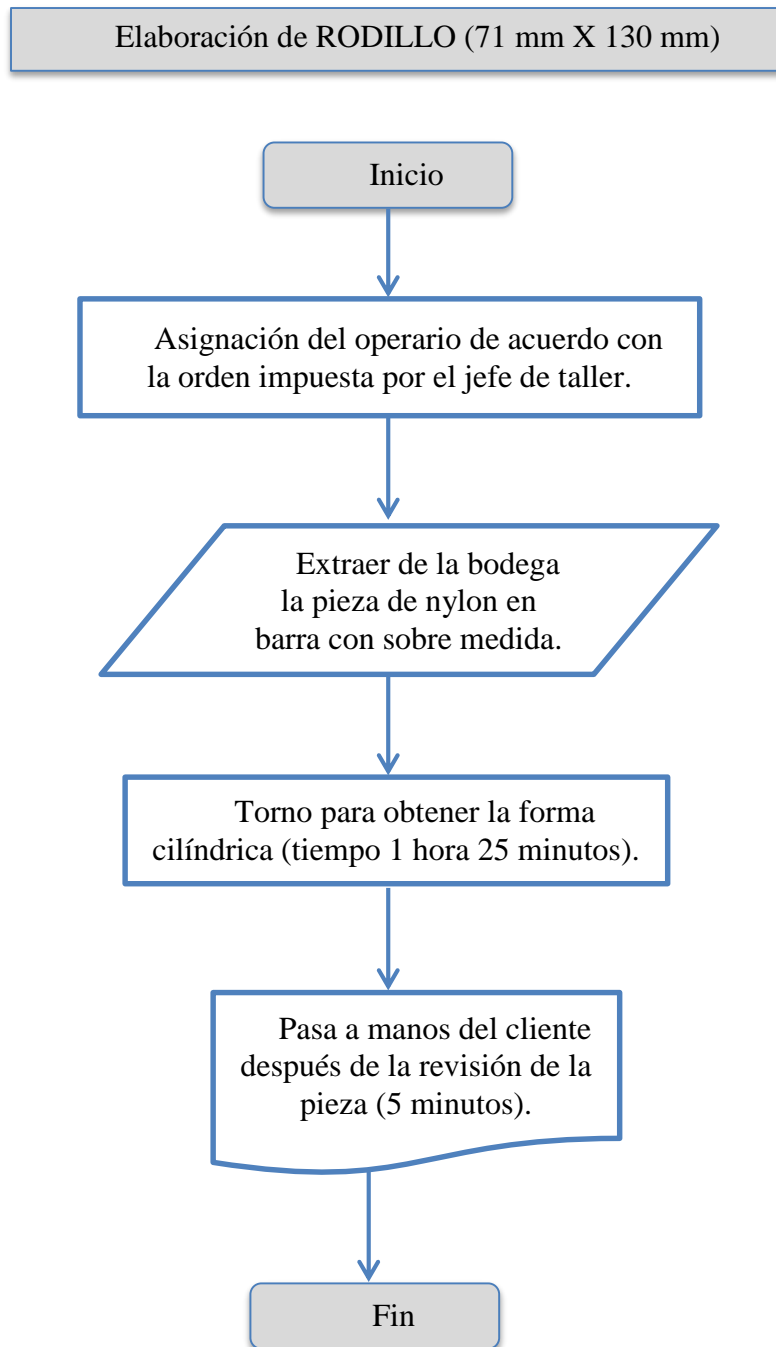 Elaboración de RODILLO (71 mm X 130 mm)
Inicio
Asignación del operario de acuerdo con
la orden impuesta por el jefe de taller.
Extraer de la bodega
la pieza de nylon en
barra con sobre medida.
Torno para obtener la forma
cilíndrica (tiempo 1 hora 25 minutos).
Pasa a manos del cliente
después de la revisión de la
pieza (5 minutos).
Fin